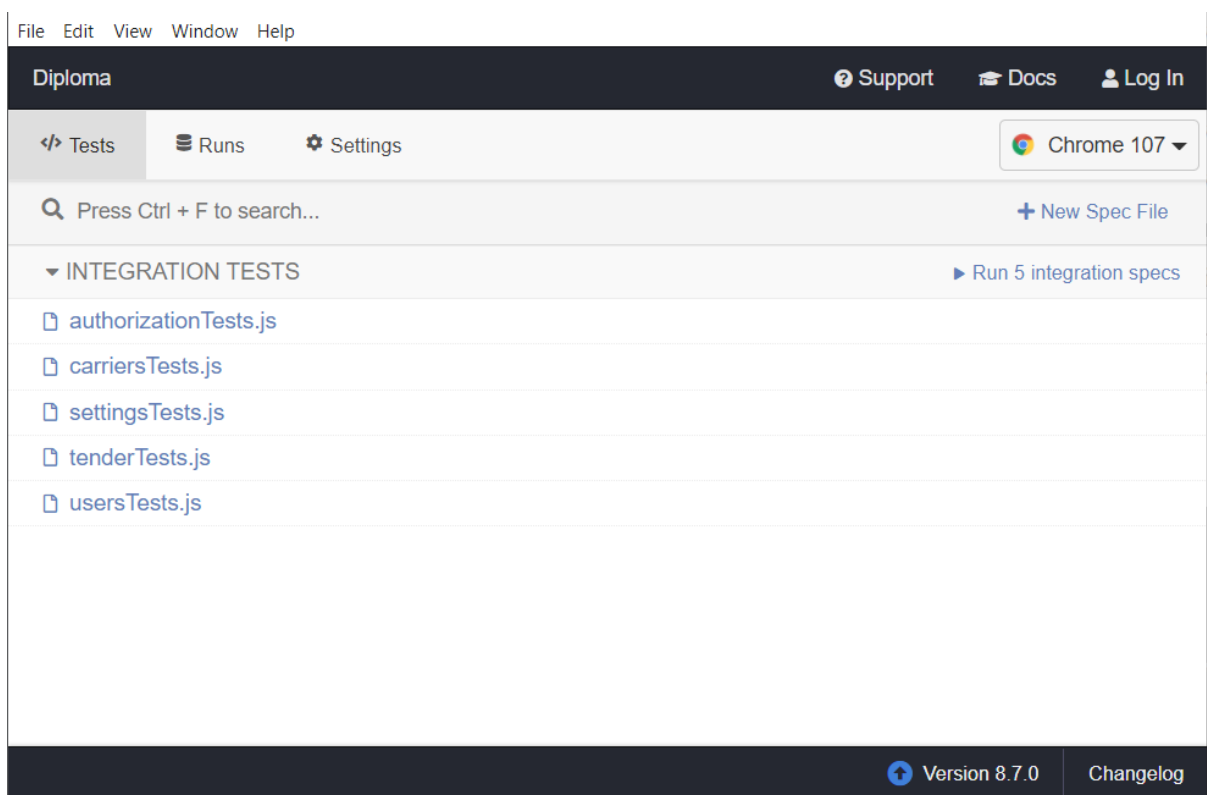 File Edit View Window Help
Diploma Support Docs Log In
</> Tests Runs Settings Chrome 107
Press Ctrl + F to search... + New Spec File
INTEGRATION TESTS Run 5 integration specs
authorizationTests.js
carriersTests.js
settingsTests.js
tenderTests.js
usersTests.js
Version 8.7.0 Changelog